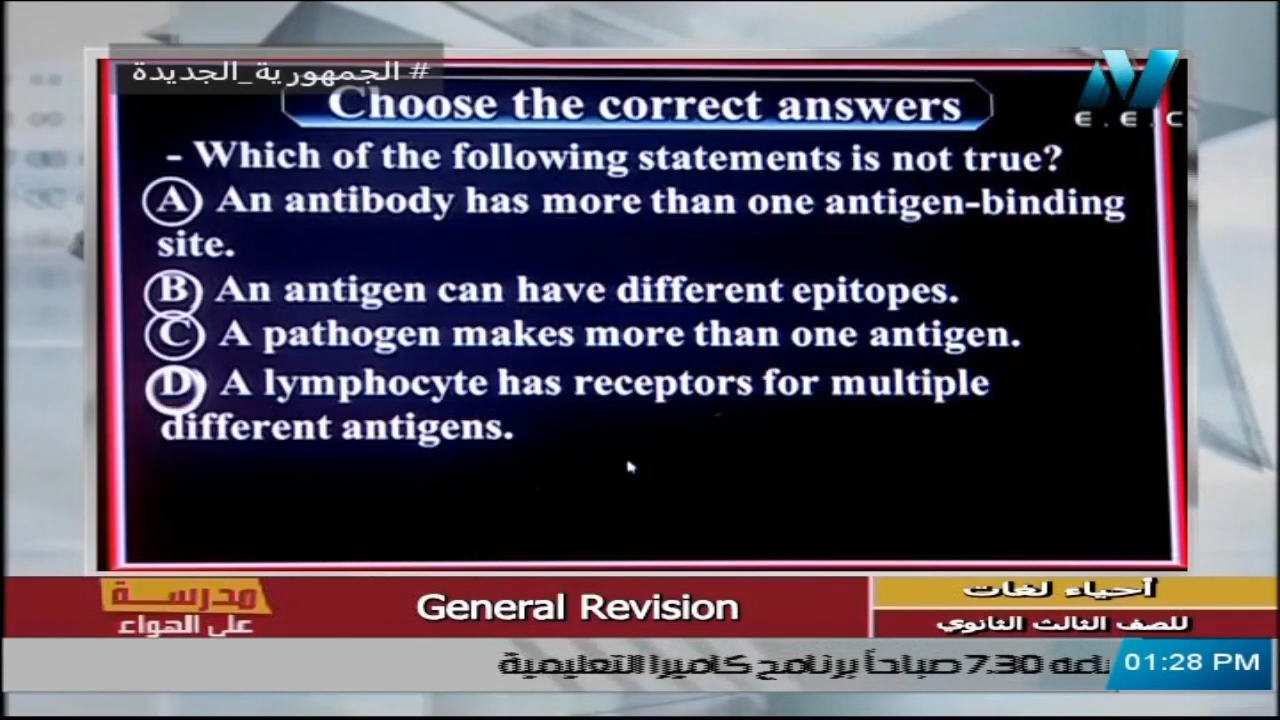 # الجمهورية_الجديدة
Choose the correct answers
E.E.C
- Which of the following statements is not true?
A An antibody has more than one antigen-binding
site.
B An antigen can have different epitopes.
C A pathogen makes more than one antigen.
D A lymphocyte has receptors for multiple
different antigens.
مدرسة
على الهواء
General Revision
أحياء لغات
للصف الثالث الثانوي
7.30 صباحاً برنامج كاميرا التعليمية
01:28 PM